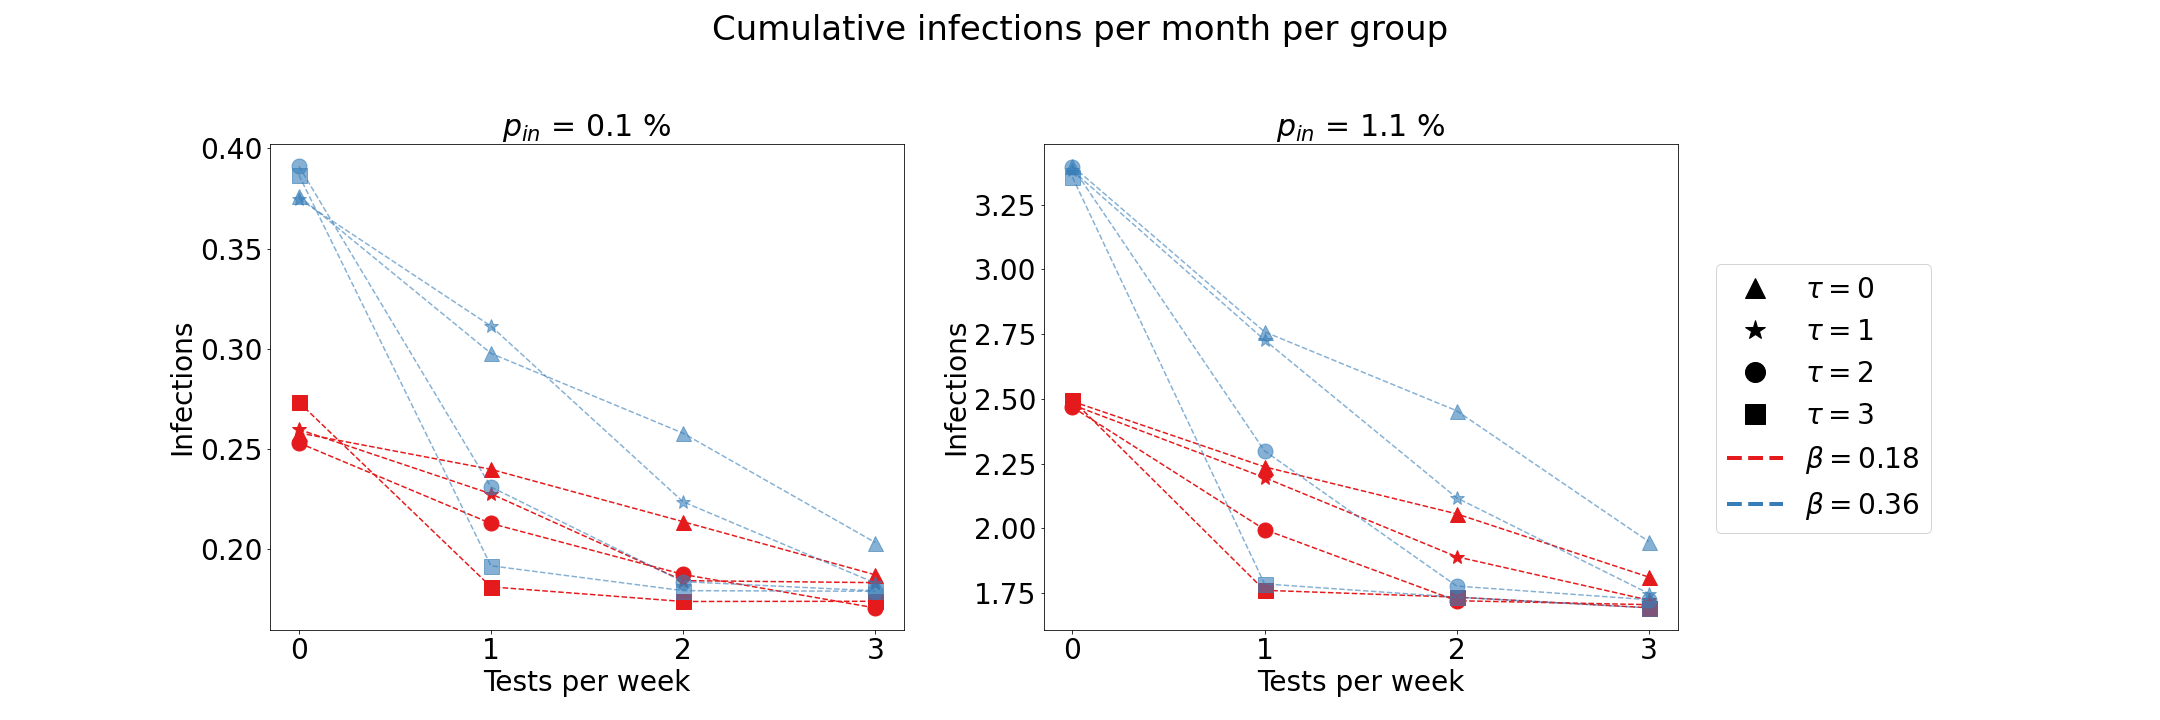 Cumulative infections per month per group
p_in = 0.1 %
0.40
0.35
0.30
0.25
0.20
Infections
0 1 2 3
Tests per week
p_in = 1.1 %
3.25
3.00
2.75
2.50
2.25
2.00
1.75
Infections
0 1 2 3
Tests per week
τ = 0
τ = 1
τ = 2
τ = 3
β = 0.18
β = 0.36